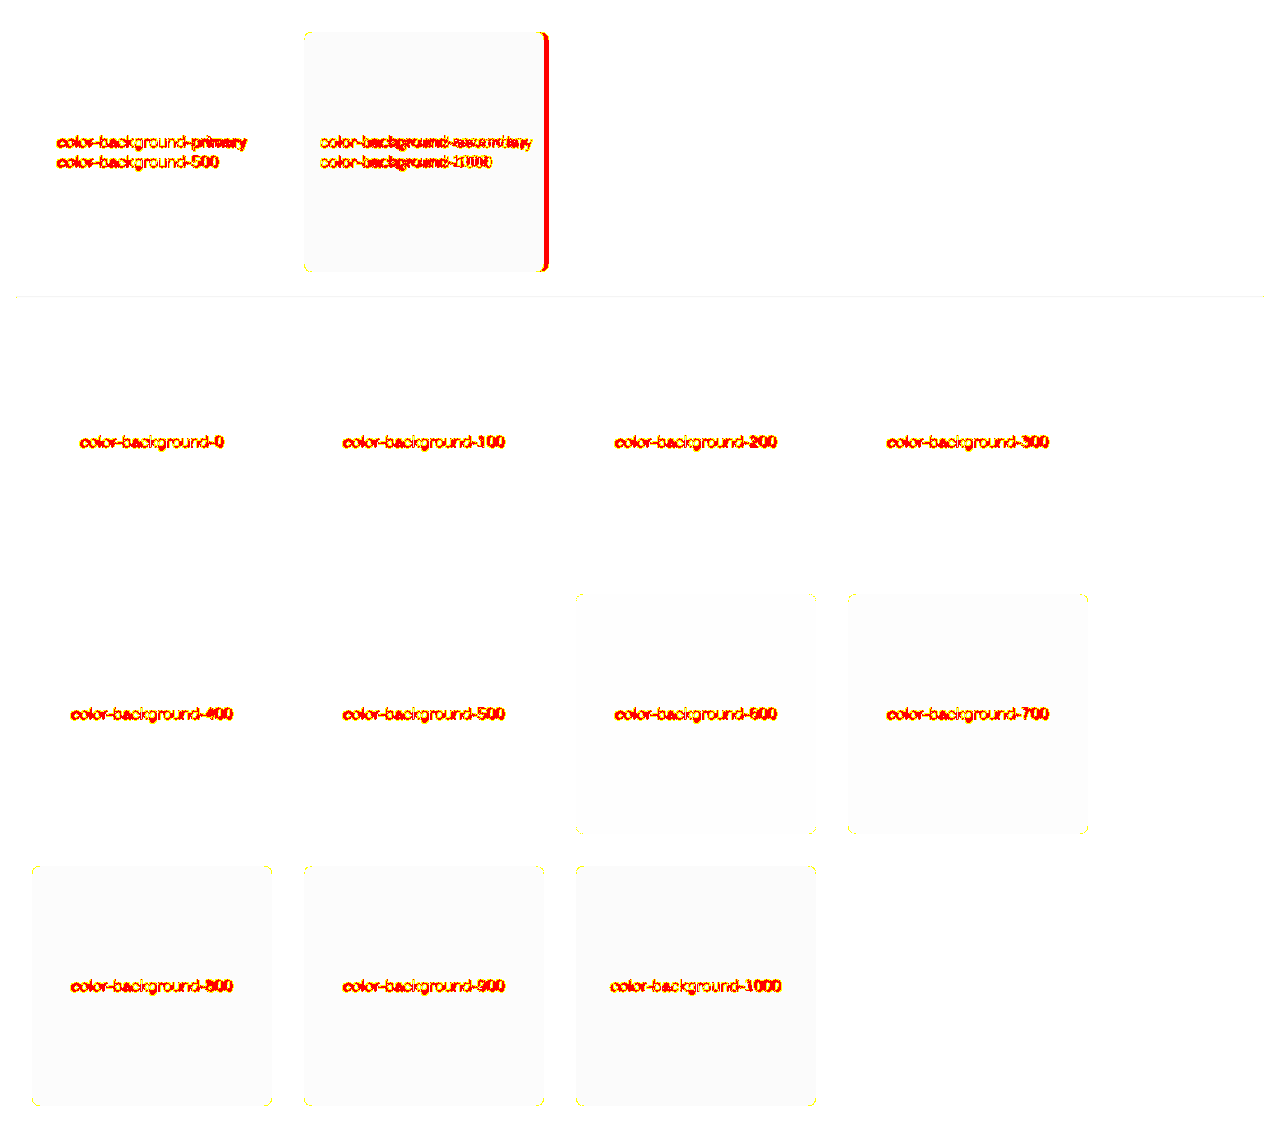 color-background-primary
color-background-500
color-background-secondary
color-background-1000
color-background-0
color-background-100
color-background-200
color-background-300
color-background-400
color-background-500
color-background-600
color-background-700
color-background-800
color-background-900
color-background-1000